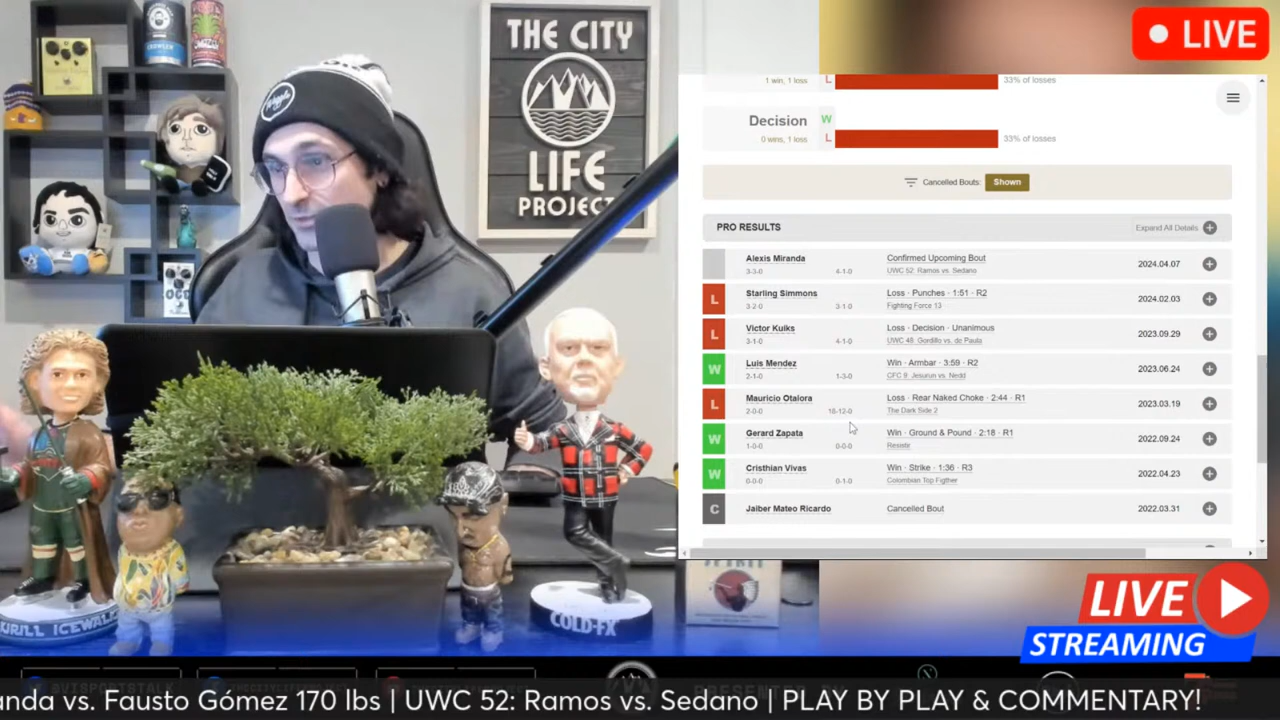 THE CITY
LIFE
PROJECT
LIVE
1 win, 1 loss
L
33% of losses
Decision
W
0 wins, 1 loss
L
33% of losses
Cancelled Bouts:
Shown
PRO RESULTS
Expand All Details
Alexis Miranda
Confirmed Upcoming Bout
2024.04.07
3-3-0
4-1-0
UWC 52: Ramos vs. Sedano
L
Starling Simmons
Loss · Punches · 1:51 · R2
2024.02.03
3-2-0
3-1-0
Fighting Force 13
L
Victor Kuiks
Loss · Decision · Unanimous
2023.09.29
3-1-0
4-1-0
UWC 48: Gordillo vs. de Paula
W
Luis Mendez
Win · Armbar · 3:59 · R2
2023.06.24
2-1-0
1-3-0
CFC 9: Jesurun vs. Nedd
L
Mauricio Otalora
Loss · Rear Naked Choke · 2:44 · R1
2023.03.19
2-0-0
18-12-0
The Dark Side 2
W
Gerard Zapata
Win · Ground & Pound · 2:18 · R1
2022.09.24
1-0-0
0-0-0
Resistir
W
Cristhian Vivas
Win · Strike · 1:36 · R3
2022.04.23
0-0-0
0-1-0
Colombian Top Figther
C
Jaiber Mateo Ricardo
Cancelled Bout
2022.03.31
COLD-FX
LIVE
STREAMING
anda vs. Fausto Gómez 170 lbs | UWC 52: Ramos vs. Sedano | PLAY BY PLAY & COMMENTARY!